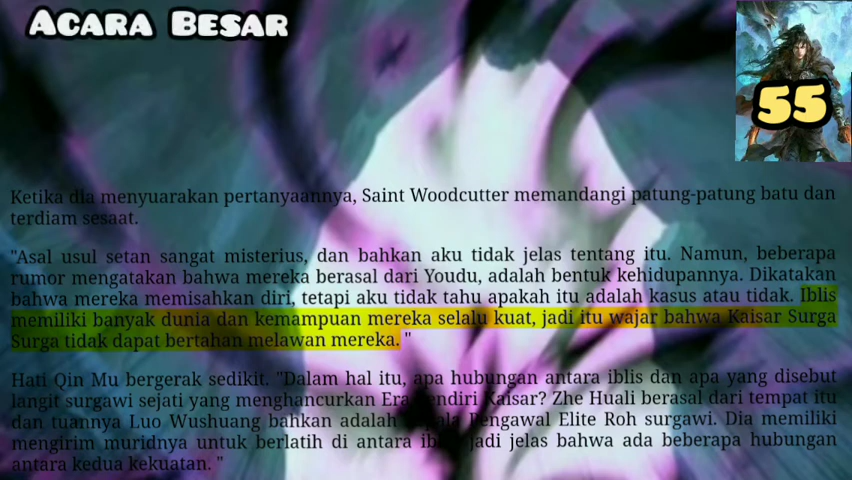 Acara Besar
55
Ketika dia menyuarakan pertanyaannya, Saint Woodcutter memandangi patung-patung batu dan
terdiam sesaat.
"Asal usul setan sangat misterius, dan bahkan aku tidak jelas tentang itu. Namun, beberapa
rumor mengatakan bahwa mereka berasal dari Youdu, adalah bentuk kehidupannya. Dikatakan
bahwa mereka memisahkan diri, tetapi aku tidak tahu apakah itu adalah kasus atau tidak. Iblis
memiliki banyak dunia dan kemampuan mereka selalu kuat, jadi itu wajar bahwa Kaisar Surga
Surga tidak dapat bertahan melawan mereka. "
Hati Qin Mu bergerak sedikit. "Dalam hal itu, apa hubungan antara iblis dan apa yang disebut
langit surgawi sejati yang menghancurkan Era Pendiri Kaisar? Zhe Huali berasal dari tempat itu
dan tuannya Luo Wushuang bahkan adalah Pengawal Elite Roh surgawi. Dia memiliki
mengirim muridnya untuk berlatih di antara jadi jelas bahwa ada beberapa hubungan
antara kedua kekuatan. "